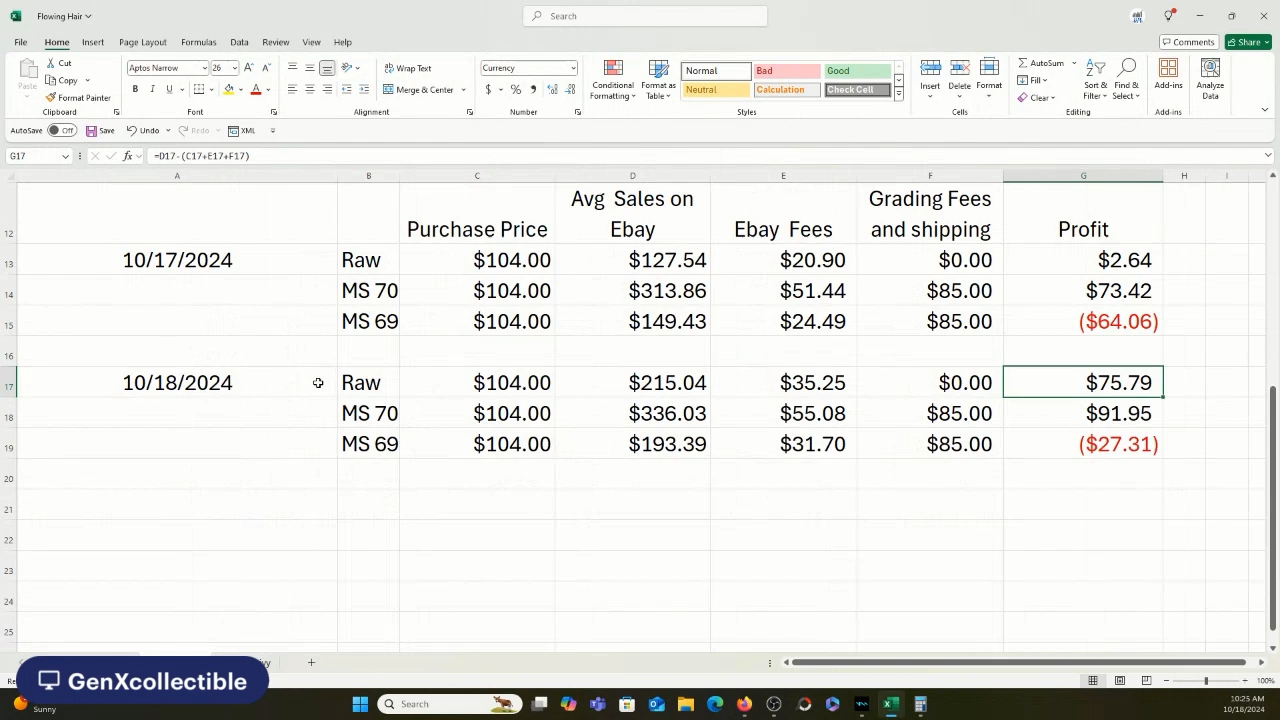 Flowing Hair
Search
File Home Insert Page Layout Formulas Data Review View Help
Comments Share
Paste
Cut
Copy
Format Painter
Clipboard
Aptos Narrow 26
B I U
Font
Wrap Text
Merge & Center
Alignment
Currency
$ %
Number
Conditional Formatting
Format as Table
Normal Bad Good
Neutral Calculation Check Cell
Styles
Insert Delete Format
Cells
AutoSum
Fill
Clear
Sort & Filter
Find & Select
Editing
Add-ins
Add-ins
Analyze Data
AutoSave Off Save Undo Redo XML
G17 fx =D17-(C17+E17+F17)
A B C D E F G H I
12 Purchase Price Avg Sales on Ebay Ebay Fees Grading Fees and shipping Profit
13 10/17/2024 Raw $104.00 $127.54 $20.90 $0.00 $2.64
14 MS 70 $104.00 $313.86 $51.44 $85.00 $73.42
15 MS 69 $104.00 $149.43 $24.49 $85.00 ($64.06)
16
17 10/18/2024 Raw $104.00 $215.04 $35.25 $0.00 $75.79
18 MS 70 $104.00 $336.03 $55.08 $85.00 $91.95
19 MS 69 $104.00 $193.39 $31.70 $85.00 ($27.31)
20
21
22
23
24
25
GenXcollectible
100%
Sunny
Search
10:25 AM
10/18/2024